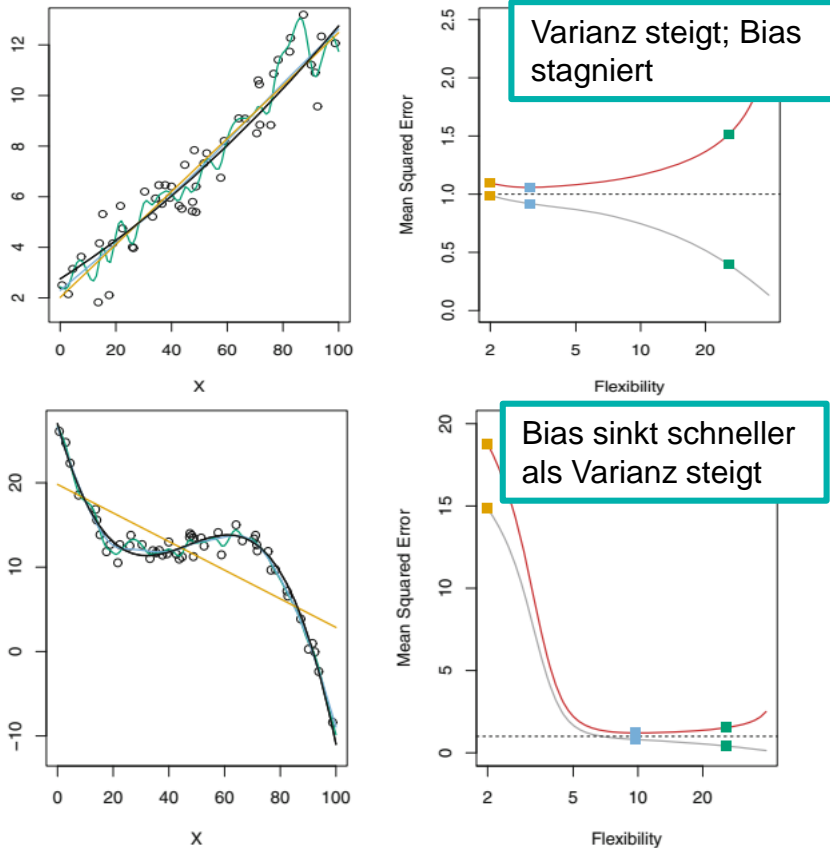 12
10
8
6
4
2
0 20 40 60 80 100
X
Varianz steigt; Bias
stagniert
Mean Squared Error
2.5
2.0
1.5
1.0
0.5
0.0
2 5 10 20
Flexibility
20
10
0
−10
0 20 40 60 80 100
X
Bias sinkt schneller
als Varianz steigt
Mean Squared Error
20
15
10
5
0
2 5 10 20
Flexibility